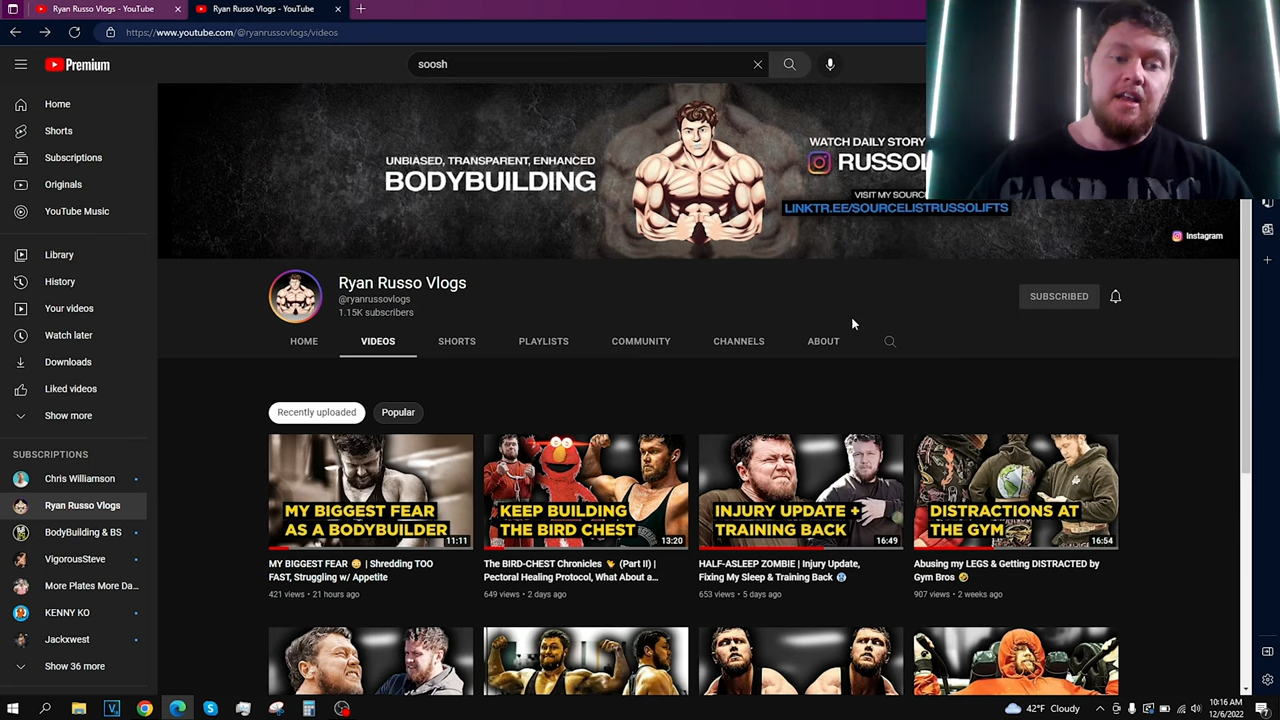 Ryan Russo Vlogs - YouTube
Ryan Russo Vlogs - YouTube
https://www.youtube.com/@ryanrussovlogs/videos
Premium
soosh
Home
Shorts
Subscriptions
Originals
YouTube Music
Library
History
Your videos
Watch later
Downloads
Liked videos
Show more
SUBSCRIPTIONS
Chris Williamson
Ryan Russo Vlogs
BodyBuilding & BS
VigorousSteve
More Plates More Da...
KENNY KO
Jackxwest
Show 36 more
UNBIASED, TRANSPARENT, ENHANCED
BODYBUILDING
WATCH DAILY STORY
VISIT MY
LINKTR.EE/SOURCELISTRUSSOLIFTS
Instagram
GASP INC
Ryan Russo Vlogs
@ryanrussovlogs
1.15K subscribers
SUBSCRIBED
HOME
VIDEOS
SHORTS
PLAYLISTS
COMMUNITY
CHANNELS
ABOUT
Recently uploaded
Popular
MY BIGGEST FEAR
AS A BODYBUILDER
11:11
MY BIGGEST FEAR 😳 | Shredding TOO
FAST, Struggling w/ Appetite
421 views • 21 hours ago
KEEP BUILDING
THE BIRD CHEST
13:20
The BIRD-CHEST Chronicles 🐤 (Part II) |
Pectoral Healing Protocol, What About a...
649 views • 2 days ago
INJURY UPDATE +
TRAINING BACK
16:49
HALF-ASLEEP ZOMBIE | Injury Update,
Fixing My Sleep & Training Back 🥶
653 views • 5 days ago
DISTRACTIONS AT
THE GYM
16:54
Abusing my LEGS & Getting DISTRACTED by
Gym Bros 🤣
907 views • 2 weeks ago
42°F Cloudy
10:16 AM
12/6/2022